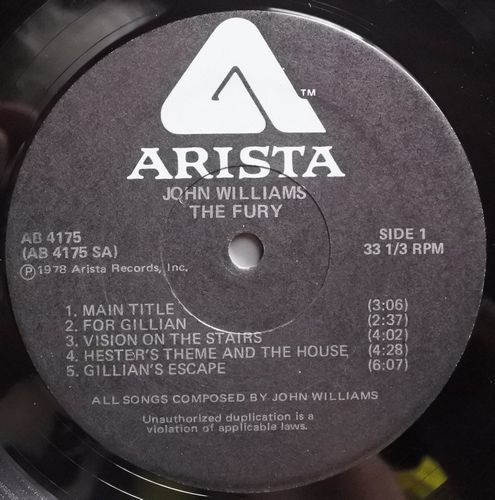 TM
ARISTA
JOHN WILLIAMS
THE FURY
AB 4175
(AB 4175 SA)
Ⓟ1978 Arista Records, Inc.
SIDE 1
33 1/3 RPM
1. MAIN TITLE (3:06)
2. FOR GILLIAN (2:37)
3. VISION ON THE STAIRS (4:02)
4. HESTER'S THEME AND THE HOUSE (4:28)
5. GILLIAN'S ESCAPE (6:07)
ALL SONGS COMPOSED BY JOHN WILLIAMS
Unauthorized duplication is a
violation of applicable laws.